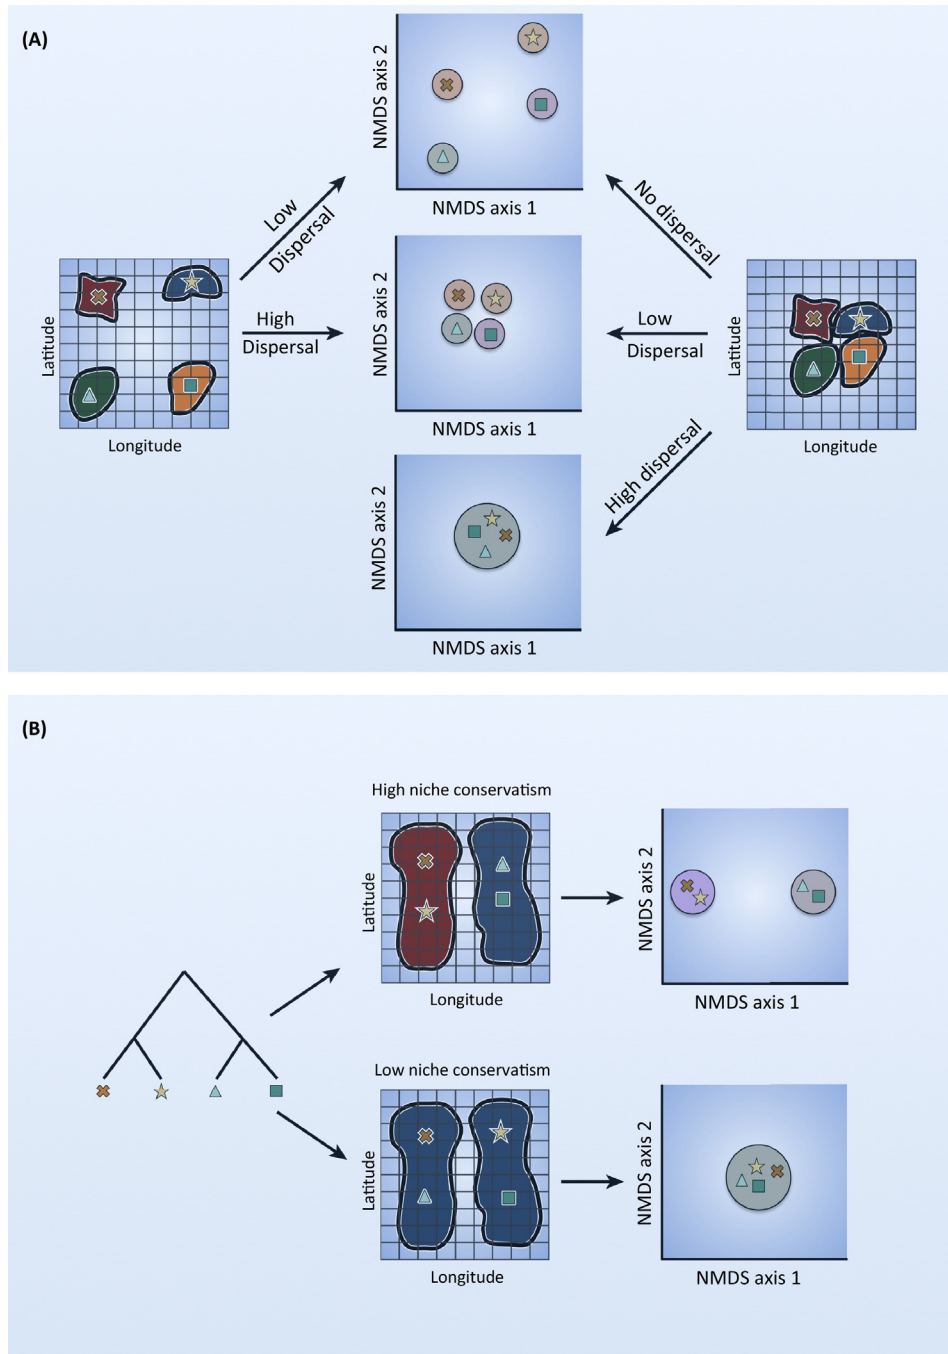 (A)
NMDS axis 2
NMDS axis 1
Low
Dispersal
No dispersal
Latitude
Longitude
High
Dispersal
NMDS axis 2
NMDS axis 1
Low
Dispersal
Latitude
Longitude
High dispersal
NMDS axis 2
NMDS axis 1
(B)
High niche conservatism
Latitude
Longitude
NMDS axis 2
NMDS axis 1
Low niche conservatism
Latitude
Longitude
NMDS axis 2
NMDS axis 1